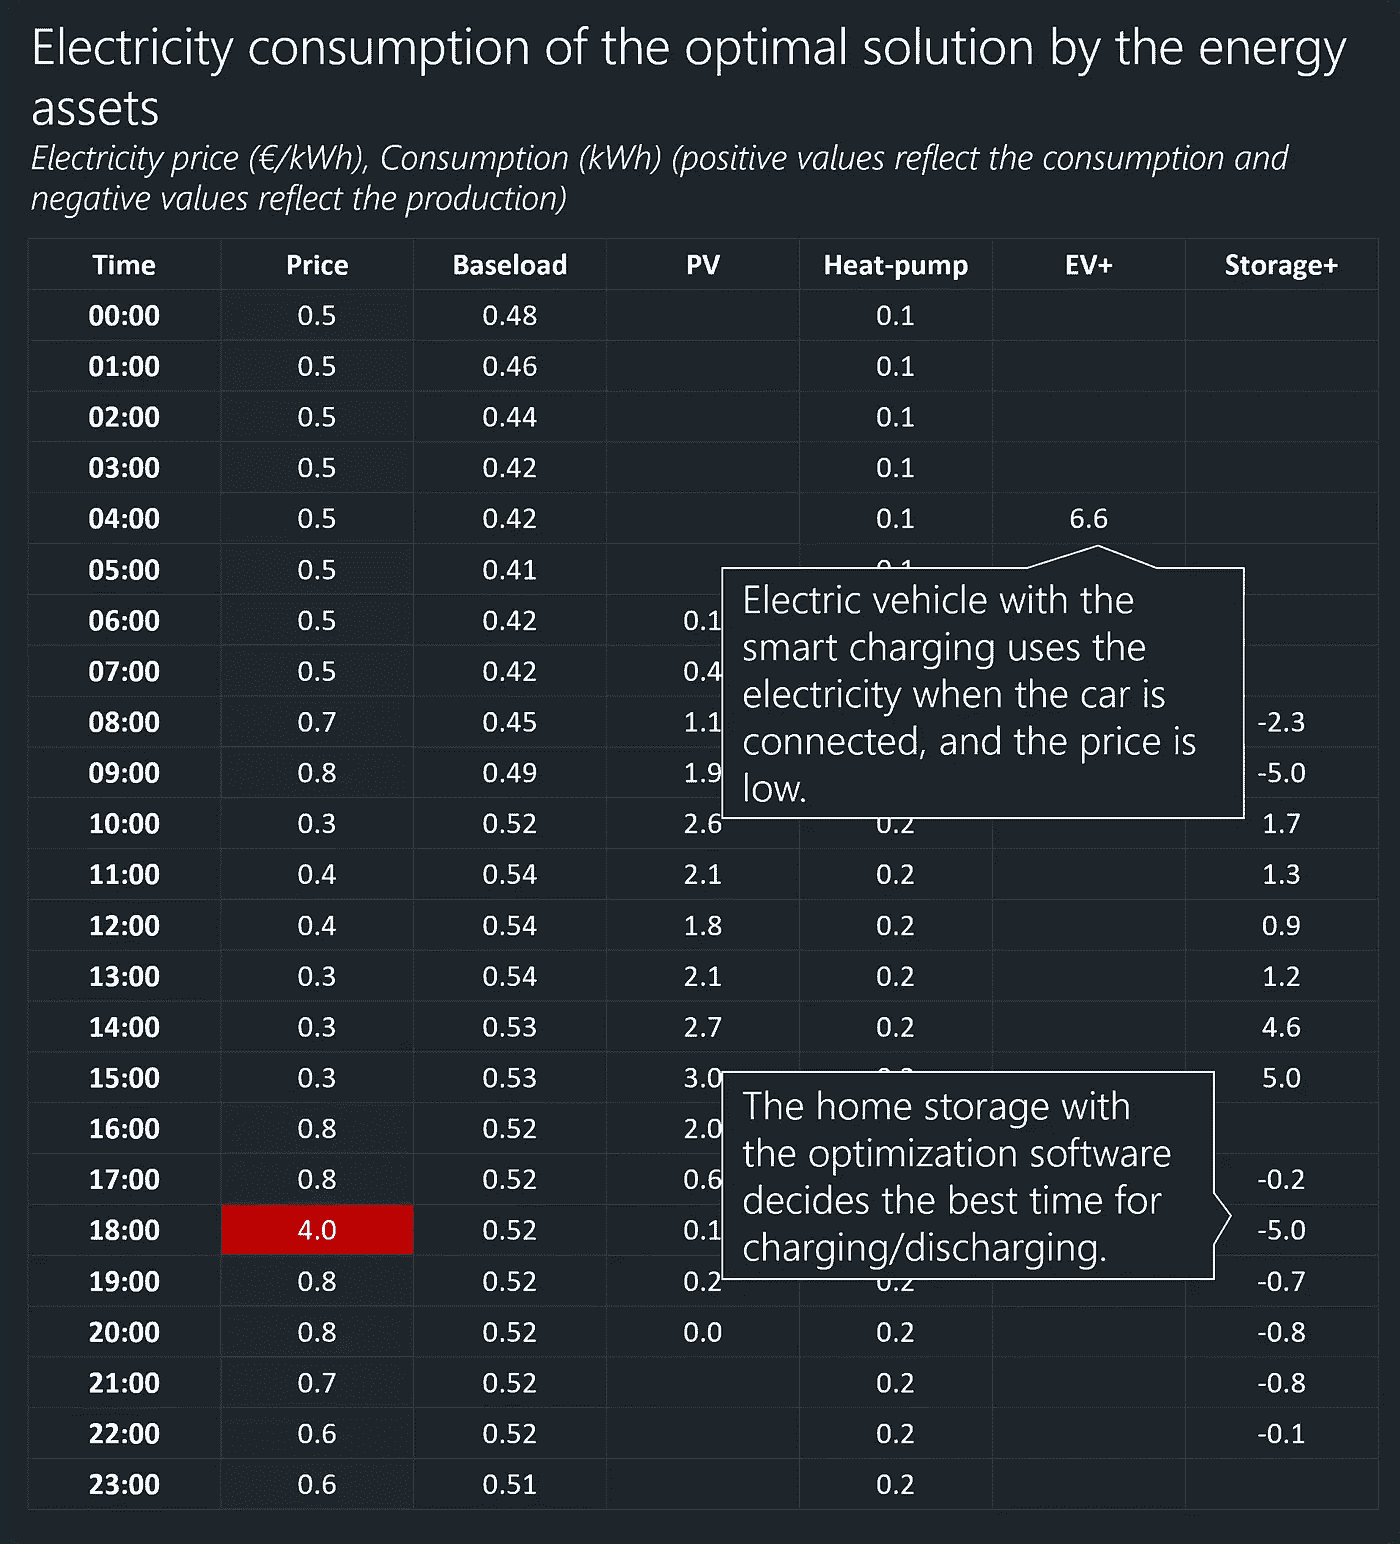 Electricity consumption of the optimal solution by the energy
assets
Electricity price (€/kWh), Consumption (kWh) (positive values reflect the consumption and
negative values reflect the production)
Time Price Baseload PV Heat-pump EV+ Storage+
00:00 0.5 0.48 0.1
01:00 0.5 0.46 0.1
02:00 0.5 0.44 0.1
03:00 0.5 0.42 0.1
04:00 0.5 0.42 0.1 6.6
05:00 0.5 0.41
06:00 0.5 0.42 0.1
07:00 0.5 0.42 0.4
08:00 0.7 0.45 1.1 -2.3
09:00 0.8 0.49 1.9 -5.0
Electric vehicle with the
smart charging uses the
electricity when the car is
connected, and the price is
low.
10:00 0.3 0.52 2.6 0.2 1.7
11:00 0.4 0.54 2.1 0.2 1.3
12:00 0.4 0.54 1.8 0.2 0.9
13:00 0.3 0.54 2.1 0.2 1.2
14:00 0.3 0.53 2.7 0.2 4.6
15:00 0.3 0.53 3.0 5.0
16:00 0.8 0.52 2.0
17:00 0.8 0.52 0.6 -0.2
18:00 4.0 0.52 0.1 -5.0
The home storage with
the optimization software
decides the best time for
charging/discharging.
19:00 0.8 0.52 0.2 0.2 -0.7
20:00 0.8 0.52 0.0 0.2 -0.8
21:00 0.7 0.52 0.2 -0.8
22:00 0.6 0.52 0.2 -0.1
23:00 0.6 0.51 0.2